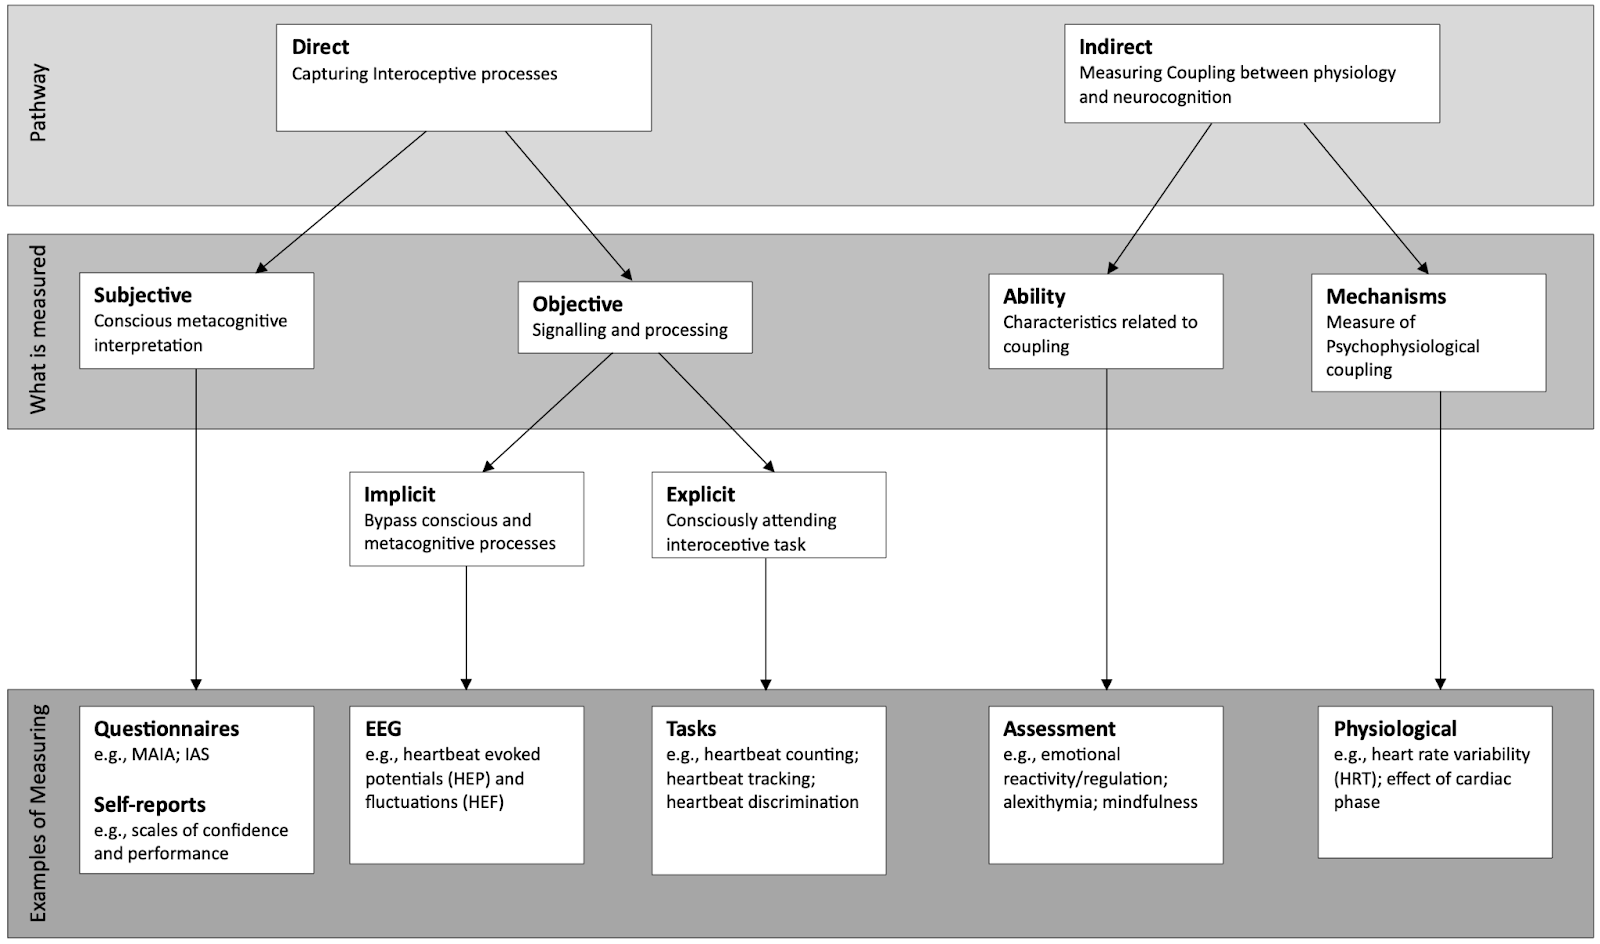 Pathway
Direct
Capturing Interoceptive processes
Indirect
Measuring Coupling between physiology
and neurocognition
What is measured
Subjective
Conscious metacognitive
interpretation
Objective
Signalling and processing
Ability
Characteristics related to
coupling
Mechanisms
Measure of
Psychophysiological
coupling
Implicit
Bypass conscious and
metacognitive processes
Explicit
Consciously attending
interoceptive task
Examples of Measuring
Questionnaires
e.g., MAIA; IAS
Self-reports
e.g., scales of confidence
and performance
EEG
e.g., heartbeat evoked
potentials (HEP) and
fluctuations (HEF)
Tasks
e.g., heartbeat counting;
heartbeat tracking;
heartbeat discrimination
Assessment
e.g., emotional
reactivity/regulation;
alexithymia; mindfulness
Physiological
e.g., heart rate variability
(HRT); effect of cardiac
phase